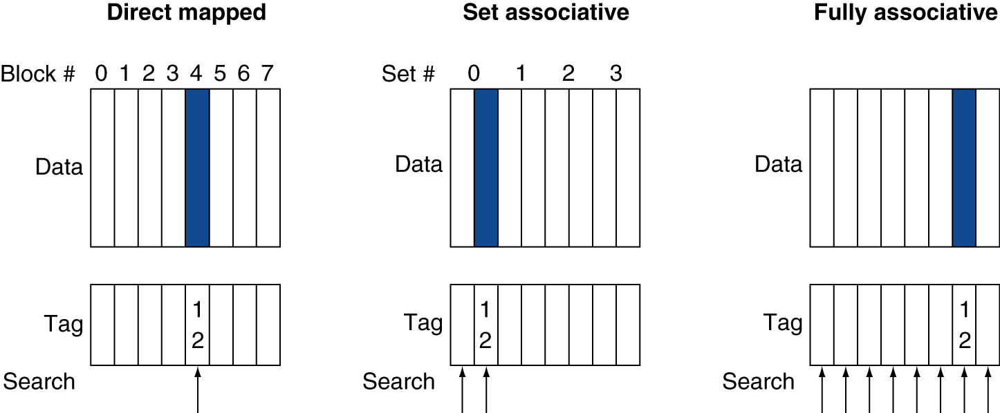 Direct mapped
Block # 0 1 2 3 4 5 6 7
Data
Tag
1
2
Search
Set associative
Set # 0 1 2 3
Data
Tag
1
2
Search
Fully associative
Data
Tag
1
2
Search